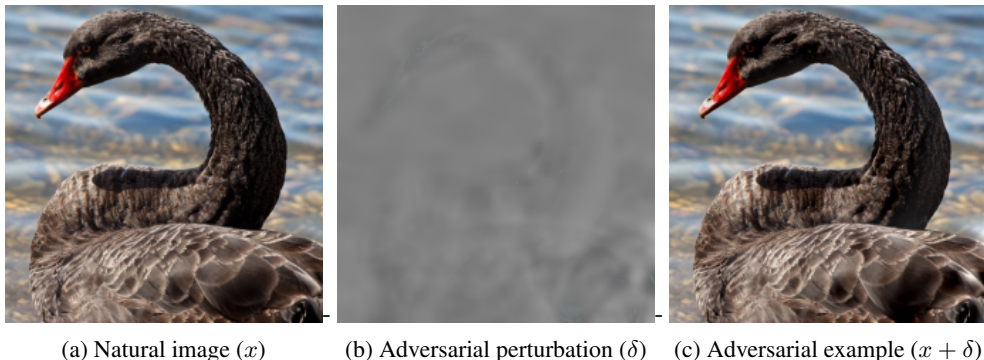 (a) Natural image (x)
(b) Adversarial perturbation (δ)
(c) Adversarial example (x + δ)